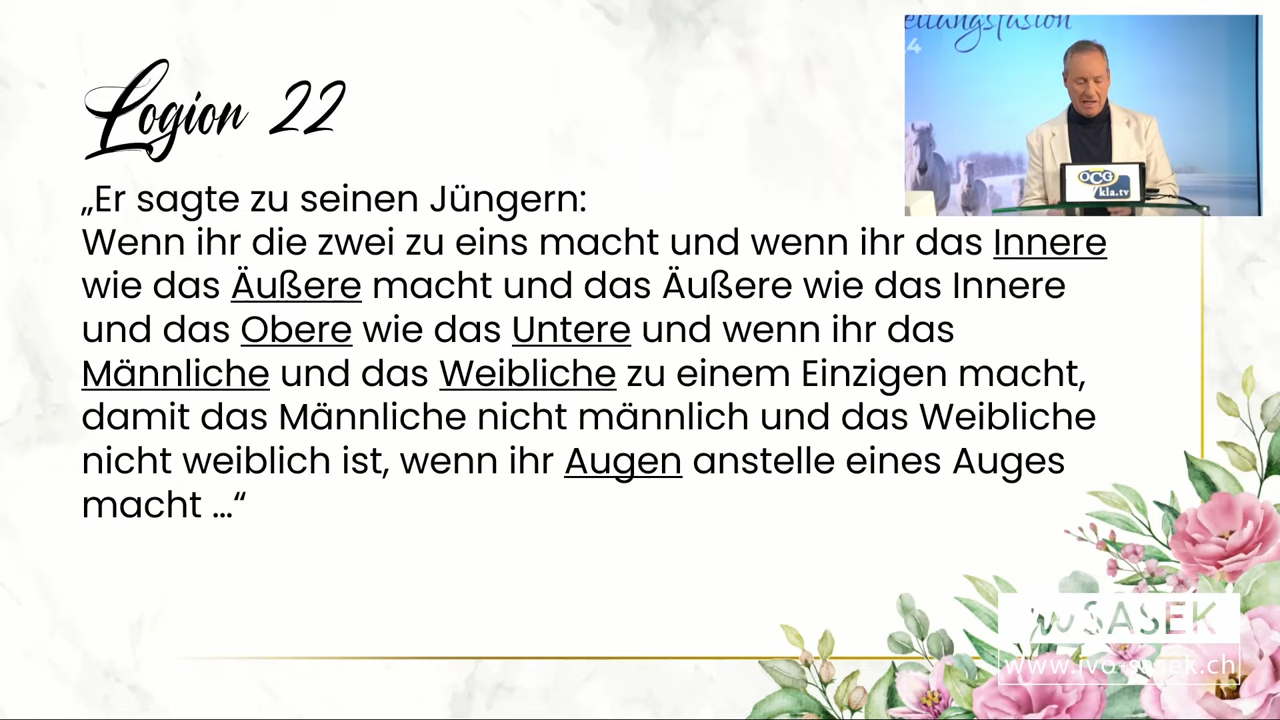 Logion 22
„Er sagte zu seinen Jüngern:
Wenn ihr die zwei zu eins macht und wenn ihr das Innere
wie das Äußere macht und das Äußere wie das Innere
und das Obere wie das Untere und wenn ihr das
Männliche und das Weibliche zu einem Einzigen macht,
damit das Männliche nicht männlich und das Weibliche
nicht weiblich ist, wenn ihr Augen anstelle eines Auges
macht ...“
4
OCG
kla.tv
ivo SASEK
www.ivo-sasek.ch